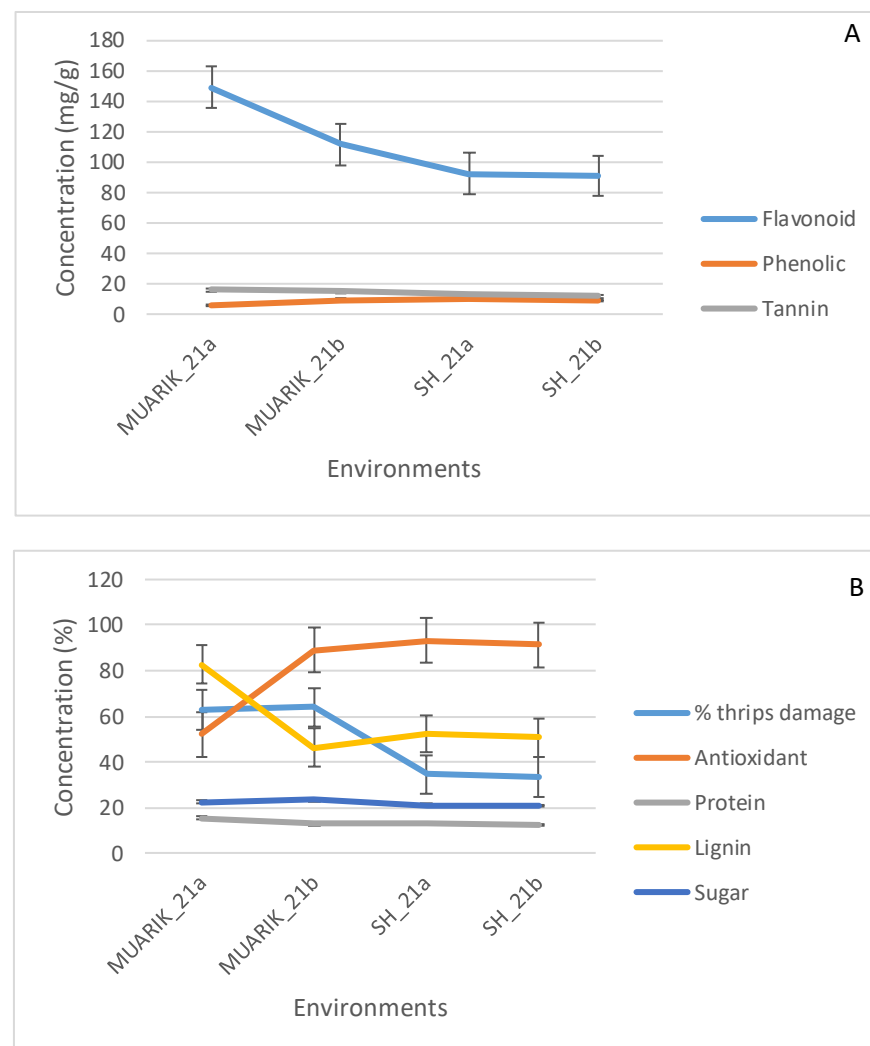 A
180
160
140
120
100
80
60
40
20
0
Concentration (mg/g)
MUARIK_21a
MUARIK_21b
SH_21a
SH_21b
Environments
Flavonoid
Phenolic
Tannin
B
120
100
80
60
40
20
0
Concentration (%)
MUARIK_21a
MUARIK_21b
SH_21a
SH_21b
Environments
% thrips damage
Antioxidant
Protein
Lignin
Sugar